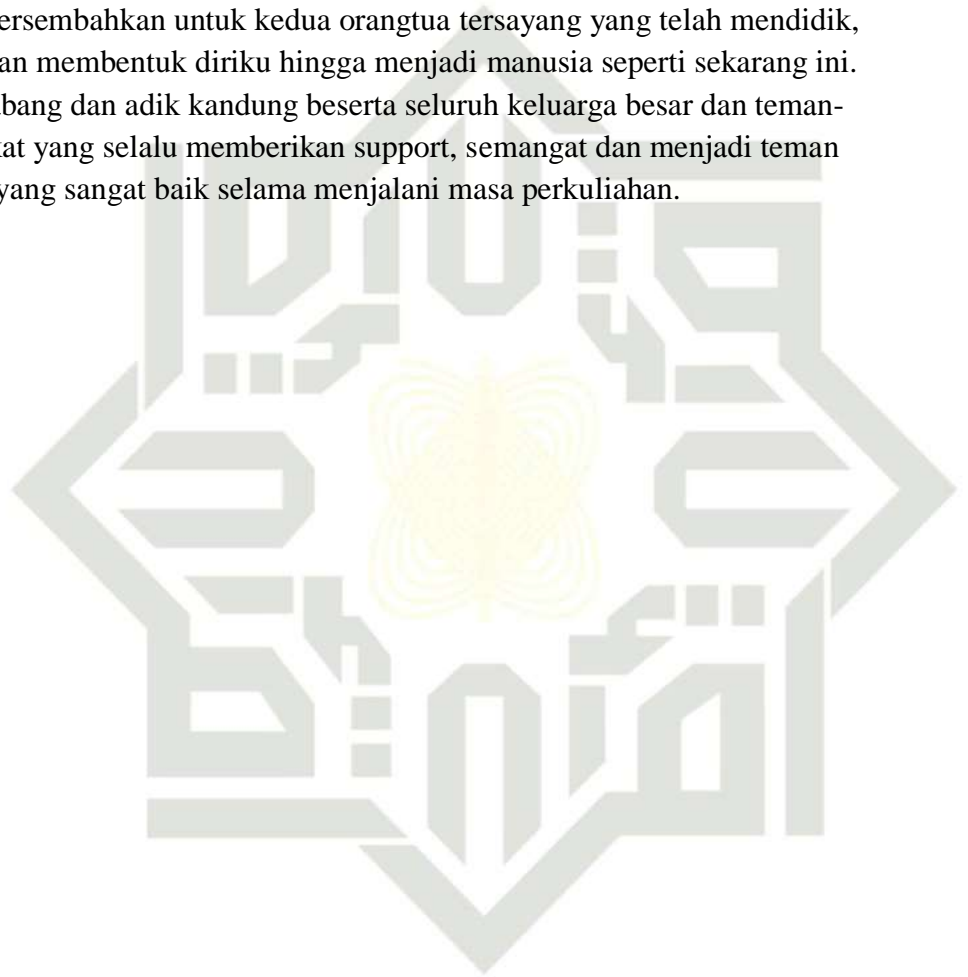 ersembahkan untuk kedua orangtua tersayang yang telah mendidik,
an membentuk diriku hingga menjadi manusia seperti sekarang ini.
bang dan adik kandung beserta seluruh keluarga besar dan teman-
kat yang selalu memberikan support, semangat dan menjadi teman
yang sangat baik selama menjalani masa perkuliahan.